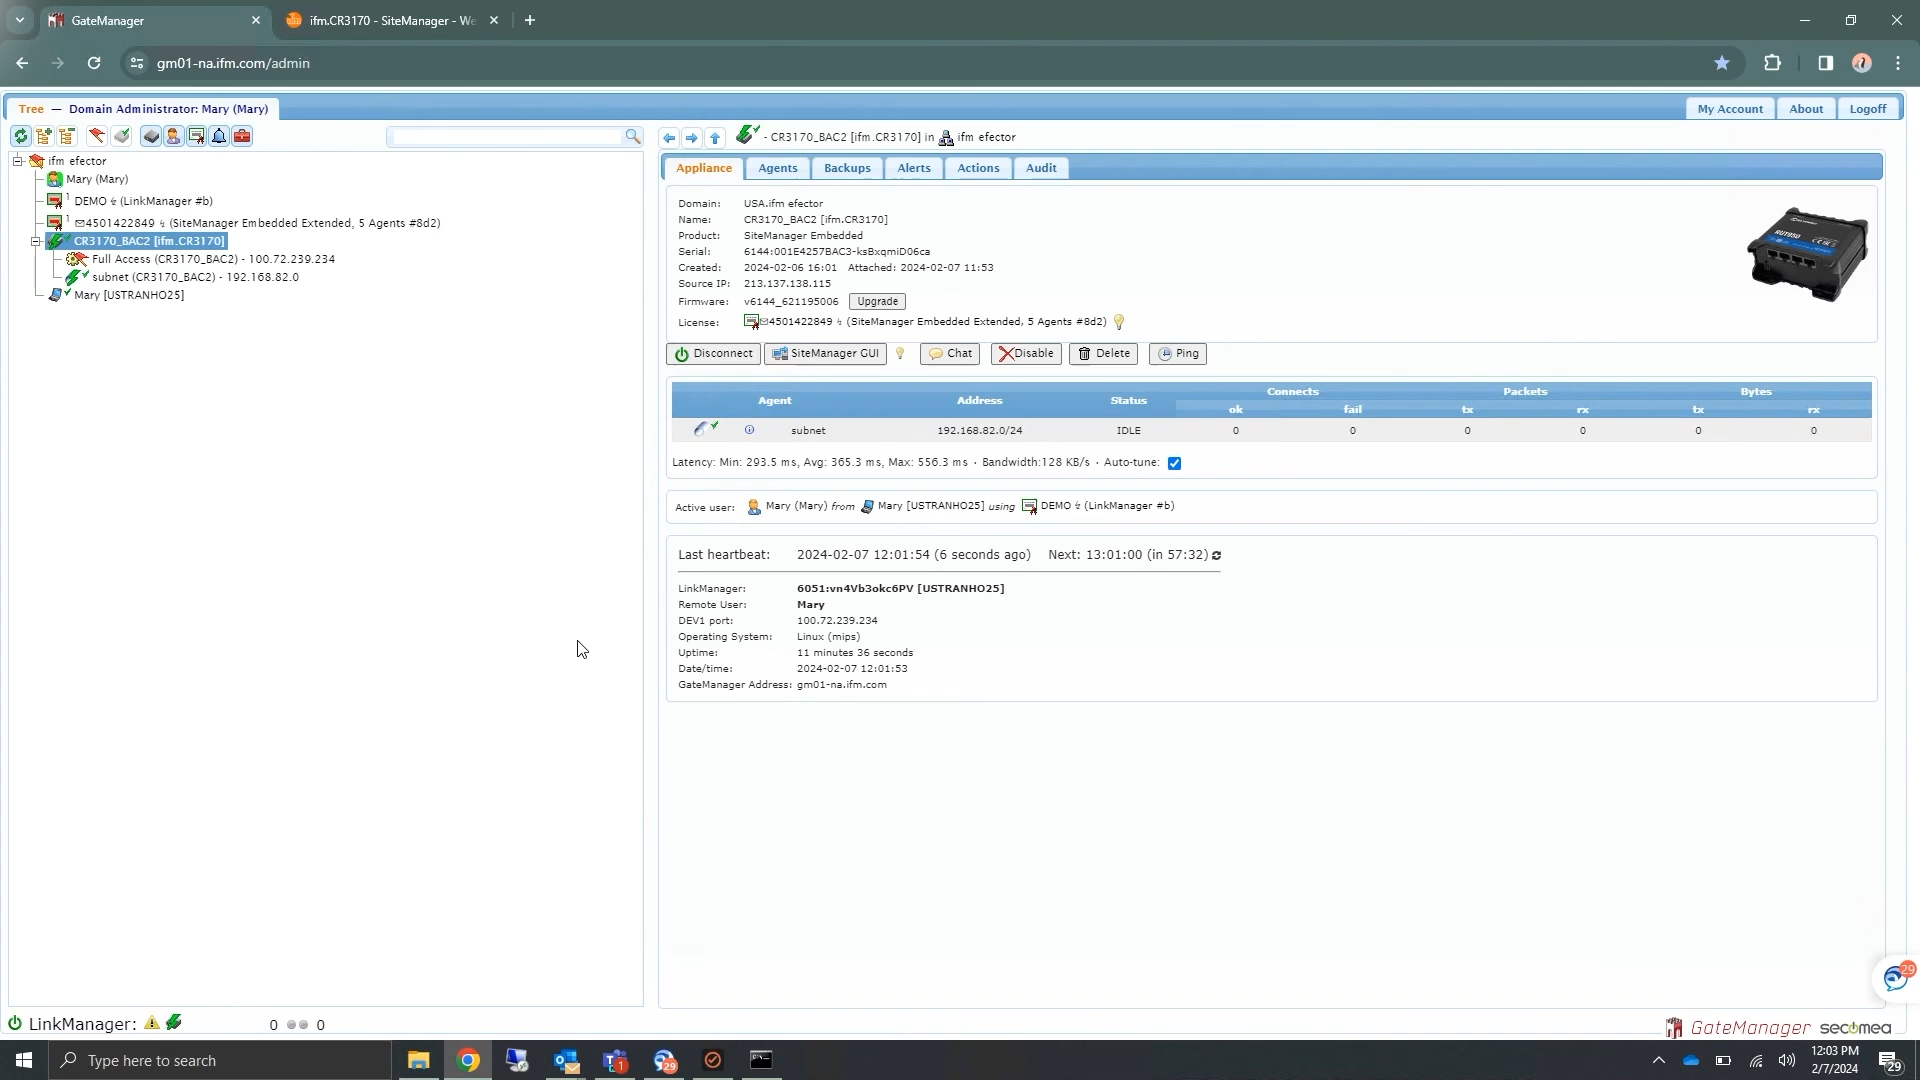 GateManager
ifm.CR3170 - SiteManager - We
gm01-na.ifm.com/admin
Tree — Domain Administrator: Mary (Mary)
My Account
About
Logoff
ifm efector
Mary (Mary)
DEMO (LinkManager #b)
4501422849 (SiteManager Embedded Extended, 5 Agents #8d2)
CR3170_BAC2 [ifm.CR3170]
Full Access (CR3170_BAC2) - 100.72.239.234
subnet (CR3170_BAC2) - 192.168.82.0
Mary [USTRANHO25]
- CR3170_BAC2 [ifm.CR3170] in ifm efector
Appliance
Agents
Backups
Alerts
Actions
Audit
Domain: USA.ifm efector
Name: CR3170_BAC2 [ifm.CR3170]
Product: SiteManager Embedded
Serial: 6144:001E4257BAC3-ksBxqmiD06ca
Created: 2024-02-06 16:01 Attached: 2024-02-07 11:53
Source IP: 213.137.138.115
Firmware: v6144_621195006 Upgrade
License: 4501422849 (SiteManager Embedded Extended, 5 Agents #8d2)
RUT950
Disconnect
SiteManager GUI
Chat
Disable
Delete
Ping
Agent Address Status Connects Packets Bytes
ok fail tx rx tx rx
subnet 192.168.82.0/24 IDLE 0 0 0 0 0 0
Latency: Min: 293.5 ms, Avg: 365.3 ms, Max: 556.3 ms · Bandwidth:128 KB/s · Auto-tune:
Active user: Mary (Mary) from Mary [USTRANHO25] using DEMO (LinkManager #b)
Last heartbeat: 2024-02-07 12:01:54 (6 seconds ago) Next: 13:01:00 (in 57:32)
LinkManager: 6051:vn4Vb3okc6PV [USTRANHO25]
Remote User: Mary
DEV1 port: 100.72.239.234
Operating System: Linux (mips)
Uptime: 11 minutes 36 seconds
Date/time: 2024-02-07 12:01:53
GateManager Address: gm01-na.ifm.com
29
LinkManager:
0 0
GateManager secomea
Type here to search
1
29
12:03 PM
2/7/2024
29